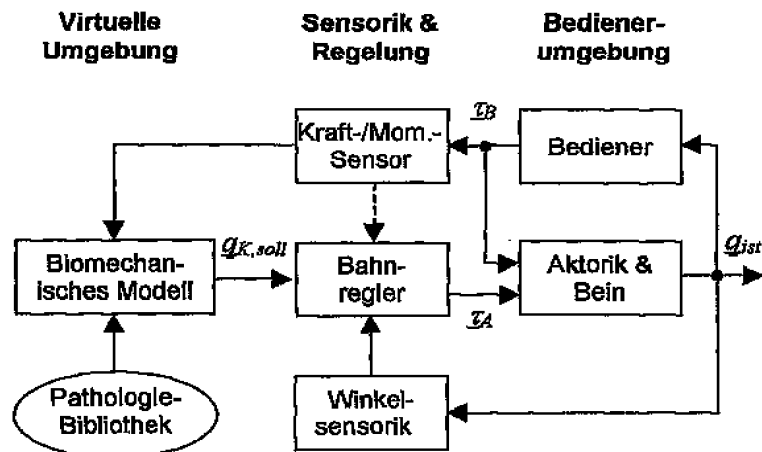 Virtuelle
Umgebung
Sensorik &
Regelung
Bediener-
umgebung
Kraft-/Mom.-
Sensor
τB
Bediener
Biomechan-
isches Modell
qK,soll
Bahn-
regler
τA
Aktorik &
Bein
qist
Pathologie-
Bibliothek
Winkel-
sensorik